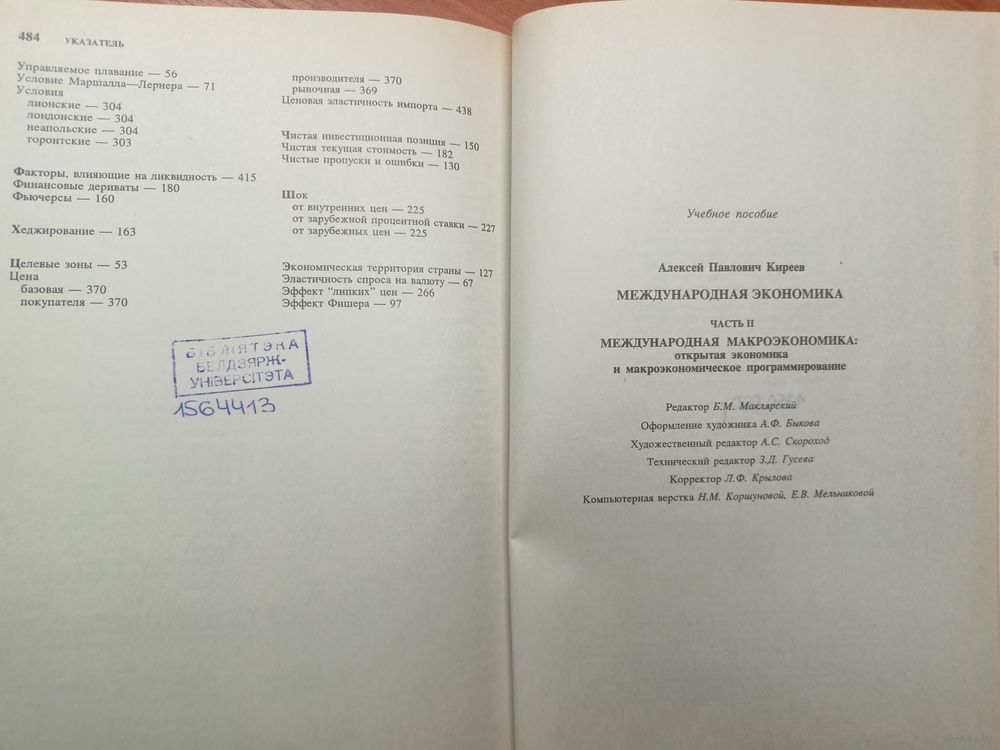 484 УКАЗАТЕЛЬ
Управляемое плавание — 56
Условие Маршалла—Лернера — 71
Условия
лионские — 304
лондонские — 304
неапольские — 304
торонтские — 303
Факторы, влияющие на ликвидность — 415
Финансовые дериваты — 180
Фьючерсы — 160
Хеджирование — 163
Целевые зоны — 53
Цена
базовая — 370
покупателя — 370
производителя — 370
рыночная — 369
Ценовая эластичность импорта — 438
Чистая инвестиционная позиция — 150
Чистая текущая стоимость — 182
Чистые пропуски и ошибки — 130
Шок
от внутренних цен — 225
от зарубежной процентной ставки — 227
от зарубежных цен — 225
Экономическая территория страны — 127
Эластичность спроса на валюту — 67
Эффект "липких" цен — 266
Эффект Фишера — 97
БІБЛІЯТЭКА
БЕЛДЗЯРЖ-
УНІВЕРСІТЭТА
1564413
Учебное пособие
Алексей Павлович Киреев
МЕЖДУНАРОДНАЯ ЭКОНОМИКА
ЧАСТЬ II
МЕЖДУНАРОДНАЯ МАКРОЭКОНОМИКА:
открытая экономика
и макроэкономическое программирование
Редактор Б.М. Маклярский
Оформление художника А.Ф. Быкова
Художественный редактор А.С. Скороход
Технический редактор З.Д. Гусева
Корректор Л.Ф. Крылова
Компьютерная верстка Н.М. Коршуновой, Е.В. Мельниковой